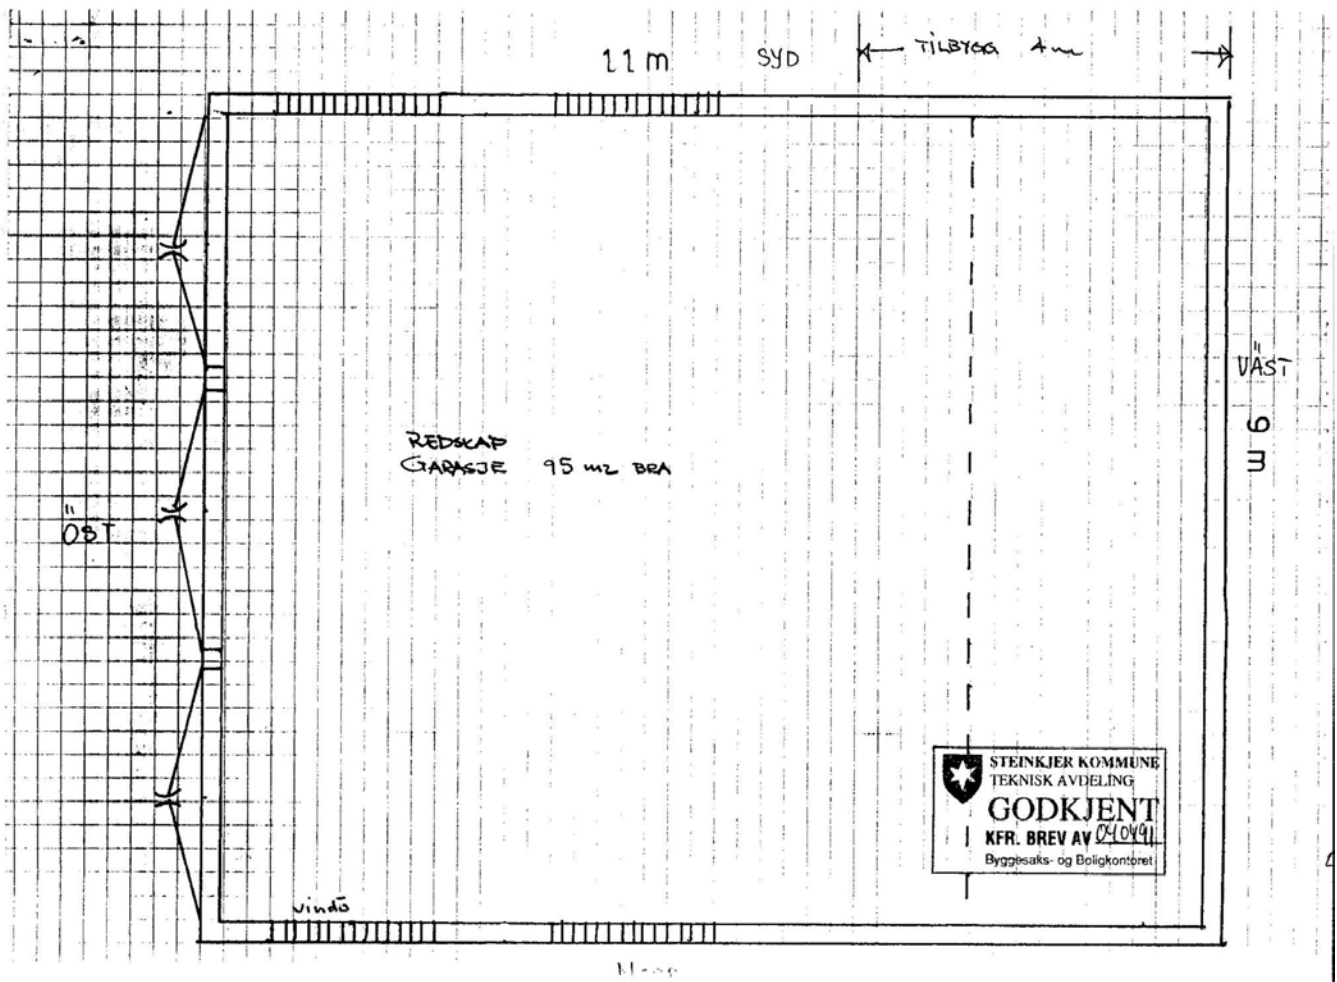 11 m SYD TILBYGG 4 m
VÄST
9 m
REDSKAP
GARASJE 95 m2 BRA
ÖST
STEINKJER KOMMUNE
TEKNISK AVDELING
GODKJENT
KFR. BREV AV 040491
Byggesaks- og Boligkontoret
vindö